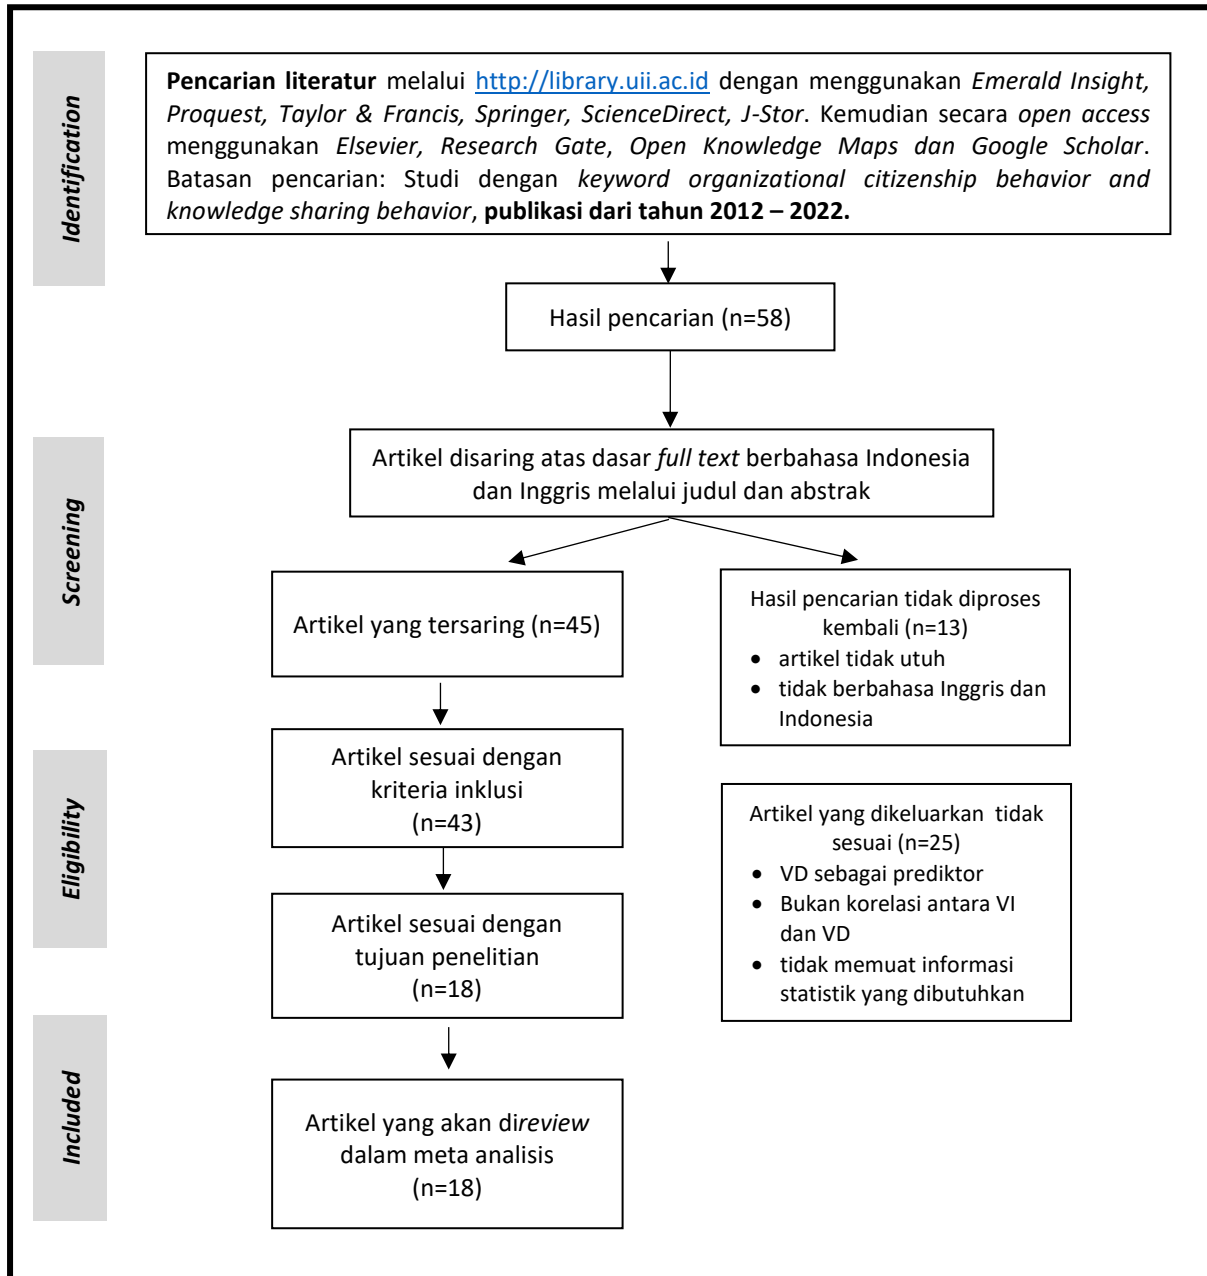 Identification
Pencarian literatur melalui http://library.uii.ac.id dengan menggunakan Emerald Insight,
Proquest, Taylor & Francis, Springer, ScienceDirect, J-Stor. Kemudian secara open access
menggunakan Elsevier, Research Gate, Open Knowledge Maps dan Google Scholar.
Batasan pencarian: Studi dengan keyword organizational citizenship behavior and
knowledge sharing behavior, publikasi dari tahun 2012 – 2022.
Hasil pencarian (n=58)
Screening
Artikel disaring atas dasar full text berbahasa Indonesia
dan Inggris melalui judul dan abstrak
Artikel yang tersaring (n=45)
Hasil pencarian tidak diproses
kembali (n=13)
• artikel tidak utuh
• tidak berbahasa Inggris dan
Indonesia
Eligibility
Artikel sesuai dengan
kriteria inklusi
(n=43)
Artikel yang dikeluarkan tidak
sesuai (n=25)
• VD sebagai prediktor
• Bukan korelasi antara VI
dan VD
• tidak memuat informasi
statistik yang dibutuhkan
Artikel sesuai dengan
tujuan penelitian
(n=18)
Included
Artikel yang akan direview
dalam meta analisis
(n=18)